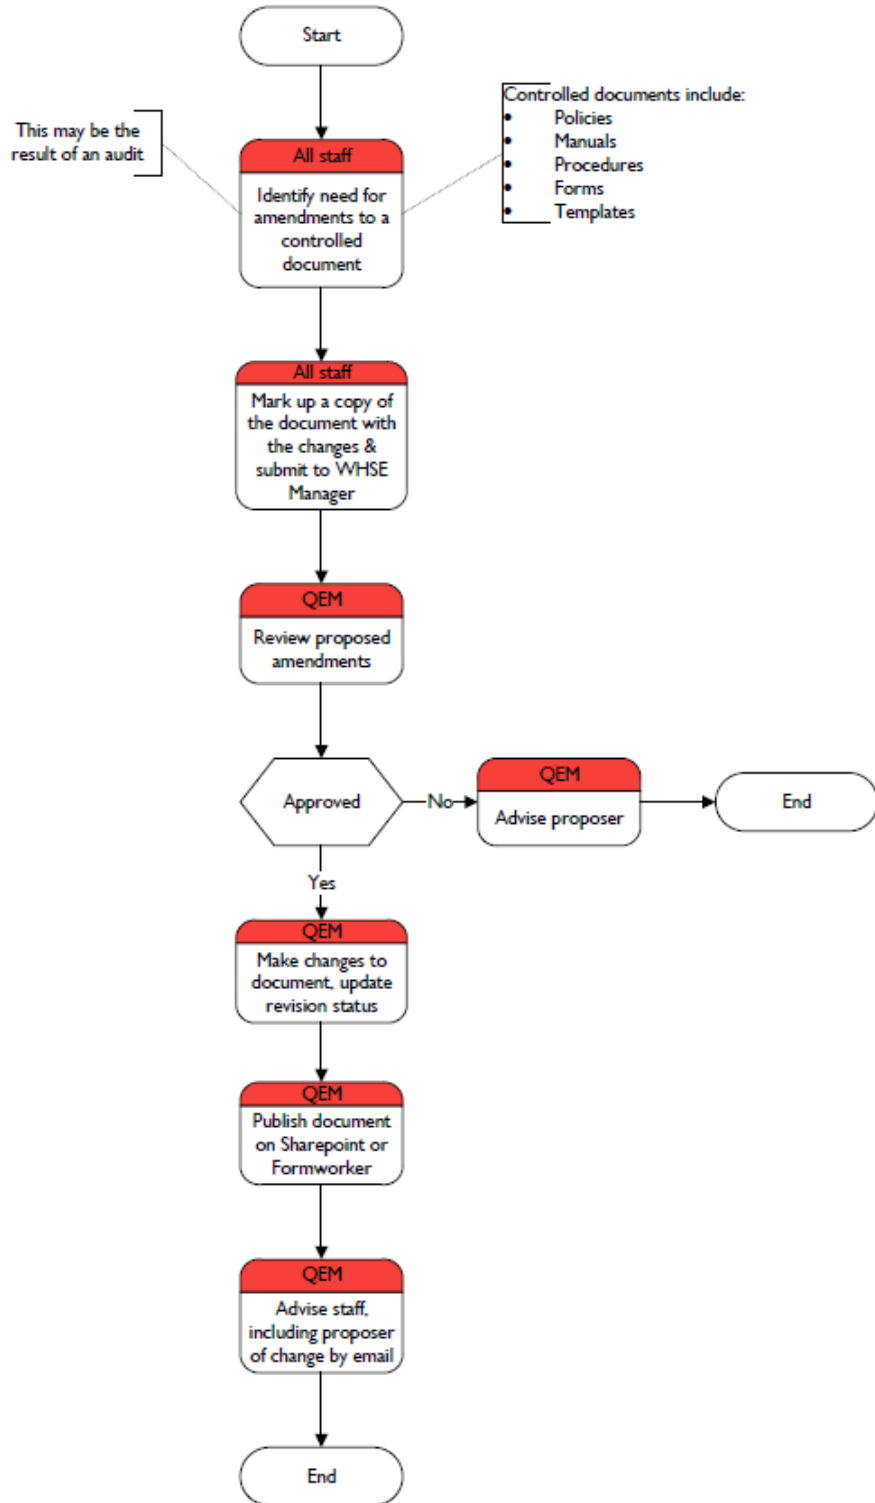 Start
This may be the
result of an audit
Controlled documents include:
• Policies
• Manuals
• Procedures
• Forms
• Templates
All staff
Identify need for
amendments to a
controlled
document
All staff
Mark up a copy of
the document with
the changes &
submit to WHSE
Manager
QEM
Review proposed
amendments
Approved
No
QEM
Advise proposer
End
Yes
QEM
Make changes to
document, update
revision status
QEM
Publish document
on Sharepoint or
Formworker
QEM
Advise staff,
including proposer
of change by email
End